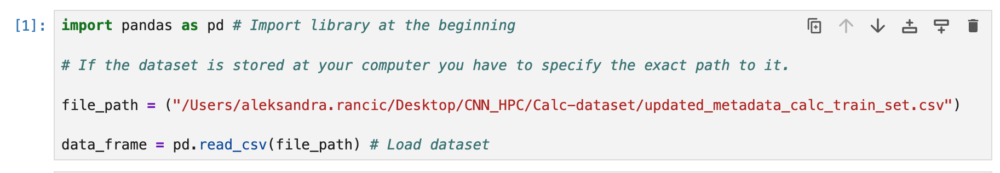 [1]: import pandas as pd # Import library at the beginning
# If the dataset is stored at your computer you have to specify the exact path to it.
file_path = ("/Users/aleksandra.rancic/Desktop/CNN_HPC/Calc-dataset/updated_metadata_calc_train_set.csv")
data_frame = pd.read_csv(file_path) # Load dataset